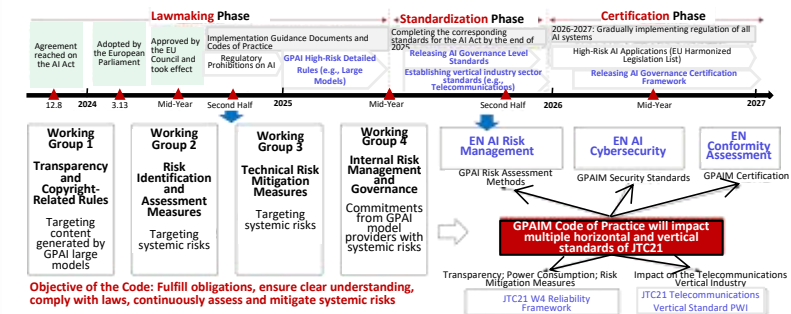 Lawmaking Phase
Standardization Phase
Certification Phase
Agreement
reached on
the AI Act
Adopted by
the European
Parliament
Approved by
the EU
Council and
took effect
Implementation Guidance Documents and
Codes of Practice
Regulatory
Prohibitions on AI
GPAI High-Risk Detailed
Rules (e.g., Large
Models)
Completing the corresponding
standards for the AI Act by the end of
2025
Releasing AI Governance Level
Standards
Establishing vertical industry sector
standards (e.g.,
Telecommunications)
2026-2027: Gradually implementing regulation of all
AI systems
High-Risk AI Applications (EU Harmonized
Legislation List)
Releasing AI Governance Certification
Framework
12.8
2024
3.13
Mid-Year
Second Half
2025
Mid-Year
Second Half
2026
Mid-Year
2027
Working
Group 1
Transparency
and
Copyright-
Related Rules
Targeting
content
generated by
GPAI large
models
Working
Group 2
Risk
Identification
and
Assessment
Measures
Targeting
systemic risks
Working
Group 3
Technical Risk
Mitigation
Measures
Targeting
systemic risks
Working
Group 4
Internal Risk
Management
and
Governance
Commitments
from GPAI
model
providers with
systemic risks
EN AI Risk
Management
GPAI Risk Assessment
Methods
EN AI
Cybersecurity
GPAIM Security Standards
EN
Conformity
Assessment
GPAIM Certification
GPAIM Code of Practice will impact
multiple horizontal and vertical
standards of JTC21
Transparency; Power Consumption; Risk
Mitigation Measures
JTC21 W4 Reliability
Framework
Impact on the Telecommunications
Vertical Industry
JTC21 Telecommunications
Vertical Standard PWI
Objective of the Code: Fulfill obligations, ensure clear understanding,
comply with laws, continuously assess and mitigate systemic risks